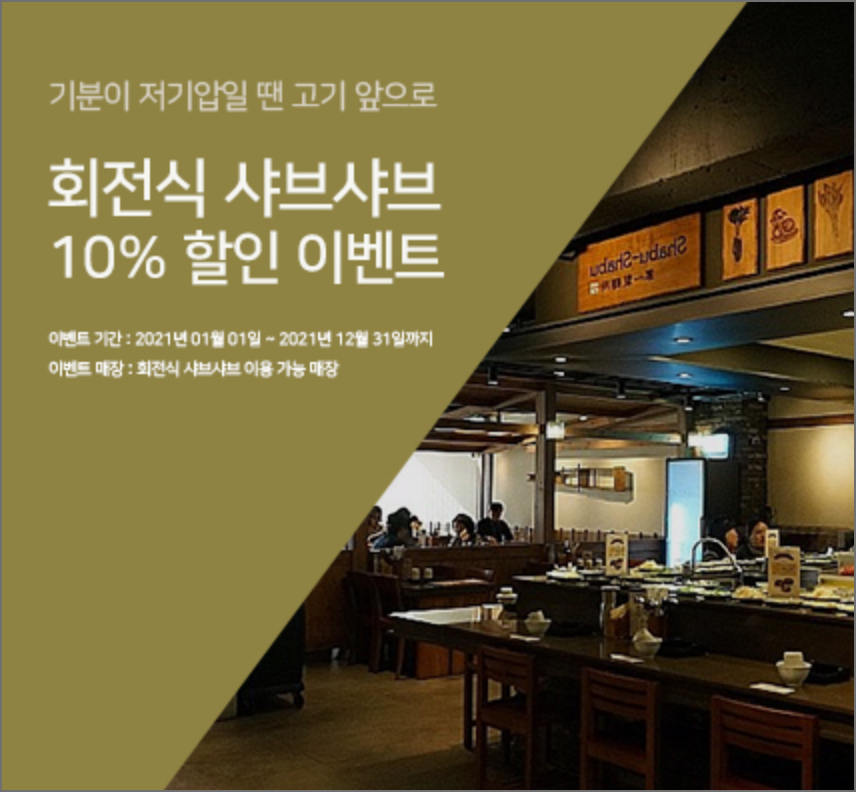 기분이 저기압일 땐 고기 앞으로
회전식 샤브샤브
10% 할인 이벤트
이벤트 기간 : 2021년 01월 01일 ~ 2021년 12월 31일까지
이벤트 매장 : 회전식 샤브샤브 이용 가능 매장
Shabu-Shabu